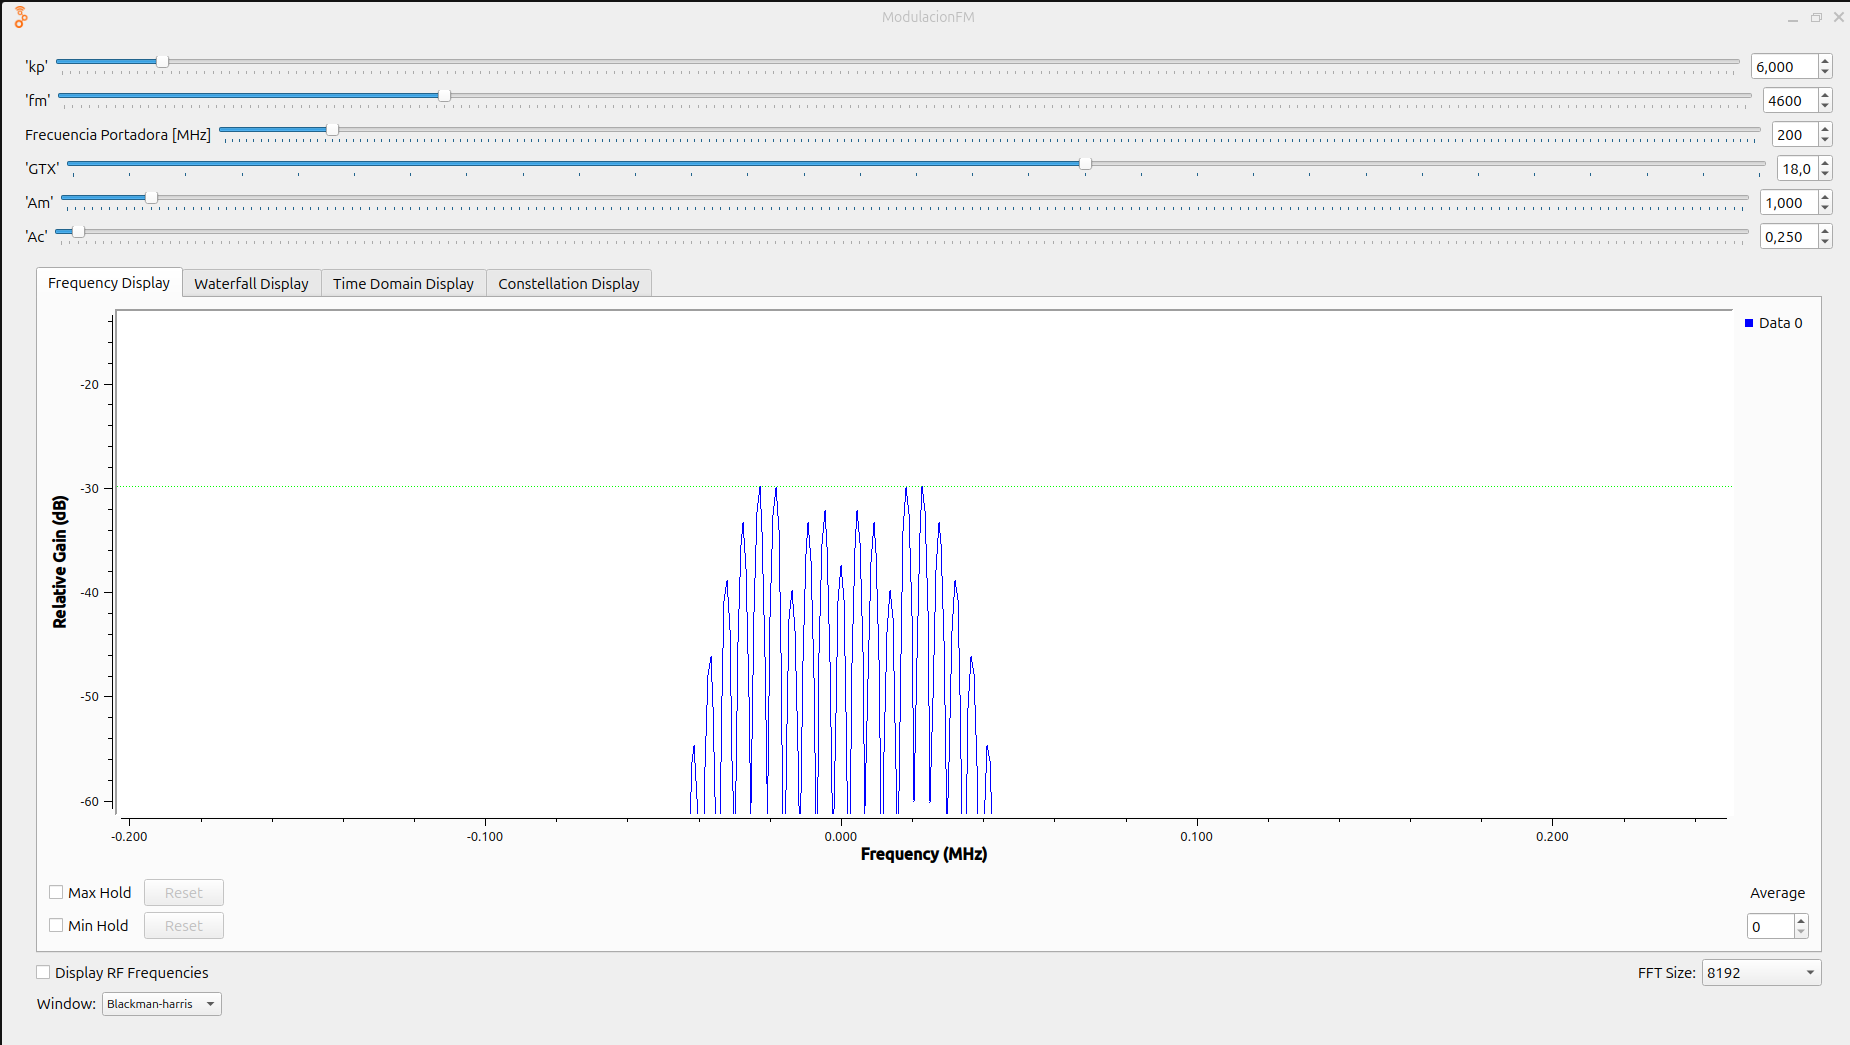 ModulacionFM
'kp' 6,000
'fm' 4600
Frecuencia Portadora [MHz] 200
'GTX' 18,0
'Am' 1,000
'Ac' 0,250
Frequency Display Waterfall Display Time Domain Display Constellation Display
Data 0
-20
-30
-40
-50
-60
Relative Gain (dB)
-0.200 -0.100 0.000 0.100 0.200
Frequency (MHz)
Max Hold Reset Average
Min Hold Reset 0
Display RF Frequencies FFT Size: 8192
Window: Blackman-harris